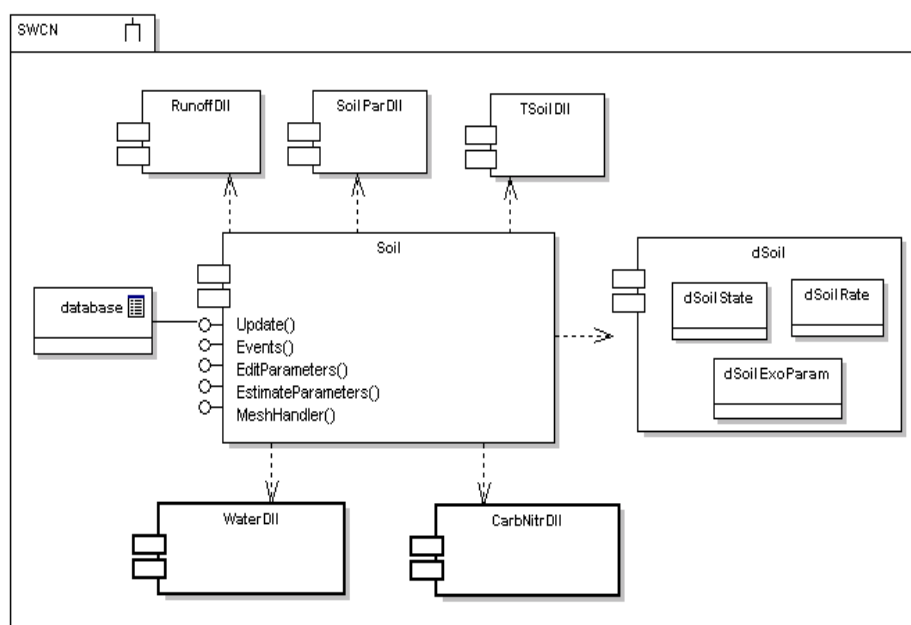 SWCN
RunoffDll
SoilParDll
TSoilDll
Soil
database
Update()
Events()
EditParameters()
EstimateParameters()
MeshHandler()
dSoil
dSoilState
dSoilRate
dSoilExoParam
WaterDll
CarbNitrDll